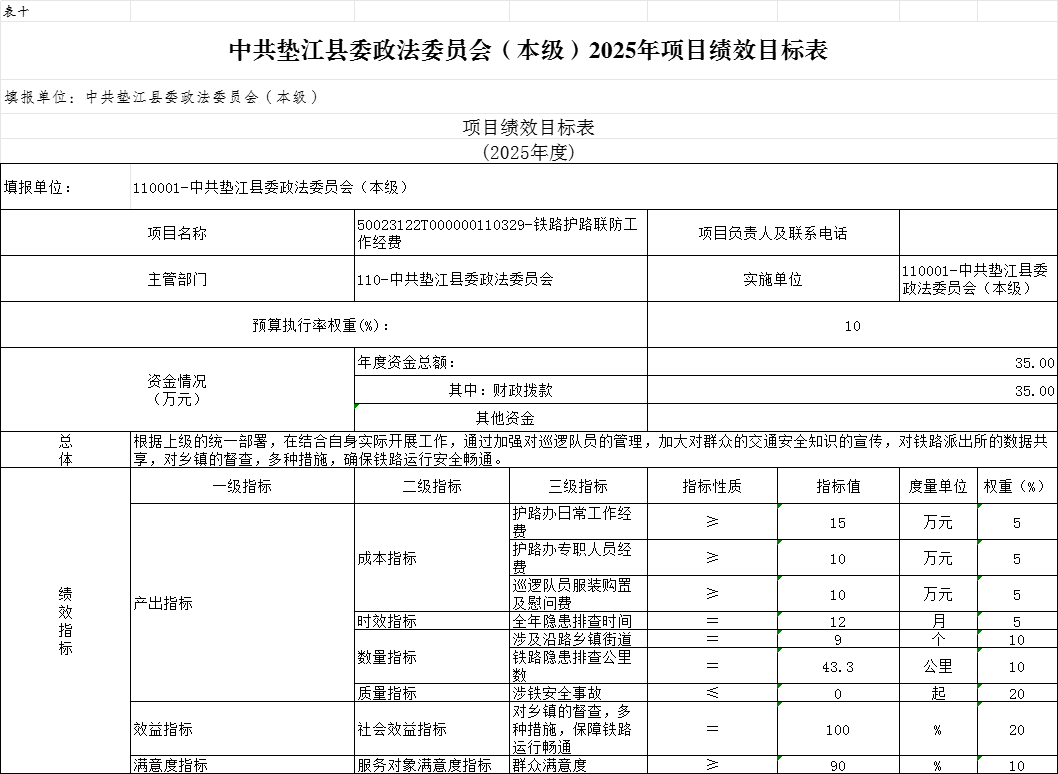 表十
中共垫江县委政法委员会（本级）2025年项目绩效目标表
填报单位：中共垫江县委政法委员会（本级）
项目绩效目标表
(2025年度)
填报单位： 110001-中共垫江县委政法委员会（本级）
项目名称 50023122T000000110329-铁路护路联防工作经费 项目负责人及联系电话
主管部门 110-中共垫江县委政法委员会 实施单位 110001-中共垫江县委政法委员会（本级）
预算执行率权重(%)： 10
资金情况（万元） 年度资金总额： 35.00
其中：财政拨款 35.00
其他资金
总体 根据上级的统一部署，在结合自身实际开展工作，通过加强对巡逻队员的管理，加大对群众的交通安全知识的宣传，对铁路派出所的数据共享，对乡镇的督查，多种措施，确保铁路运行安全畅通。
绩效指标 一级指标 二级指标 三级指标 指标性质 指标值 度量单位 权重（%）
产出指标 成本指标 护路办日常工作经费 ≥ 15 万元 5
护路办专职人员经费 ≥ 10 万元 5
巡逻队员服装购置及慰问费 ≥ 10 万元 5
时效指标 全年隐患排查时间 ＝ 12 月 5
数量指标 涉及沿路乡镇街道 ＝ 9 个 10
铁路隐患排查公里数 ＝ 43.3 公里 10
质量指标 涉铁安全事故 ≤ 0 起 20
效益指标 社会效益指标 对乡镇的督查，多种措施，保障铁路运行畅通 ＝ 100 % 20
满意度指标 服务对象满意度指标 群众满意度 ≥ 90 % 10